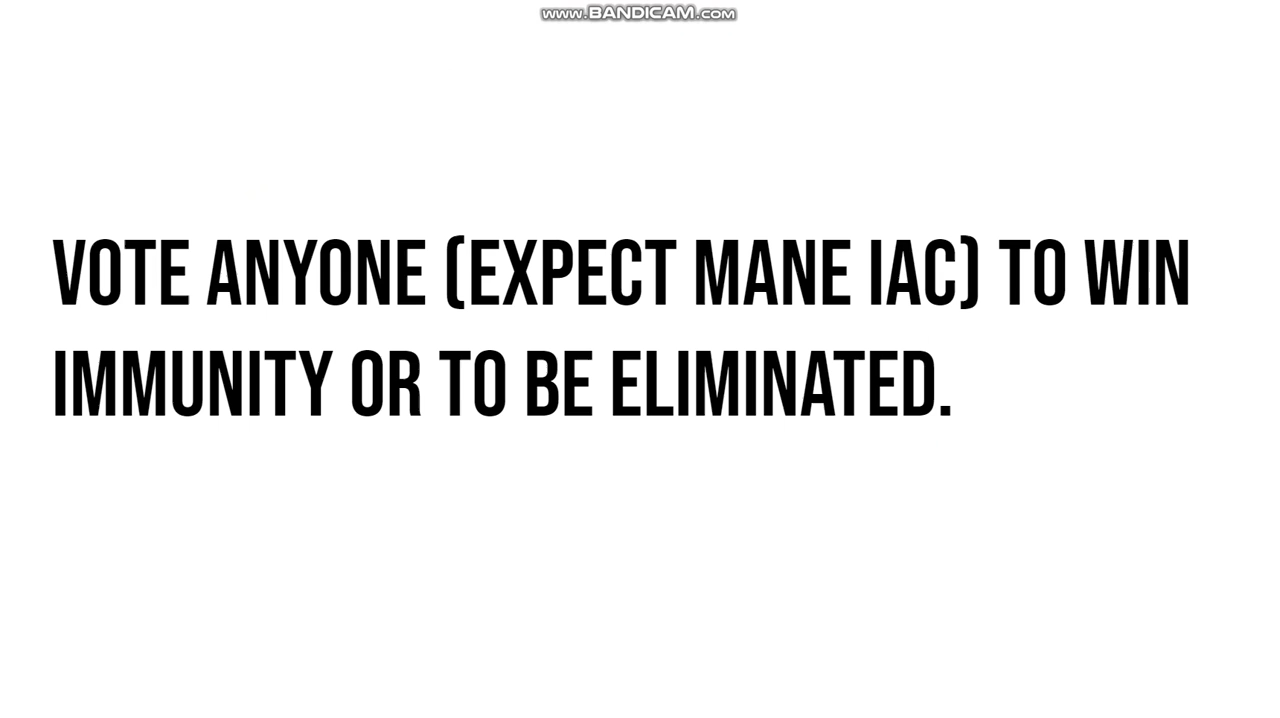 www.BANDICAM.com
VOTE ANYONE (EXPECT MANE IAC) TO WIN
IMMUNITY OR TO BE ELIMINATED.